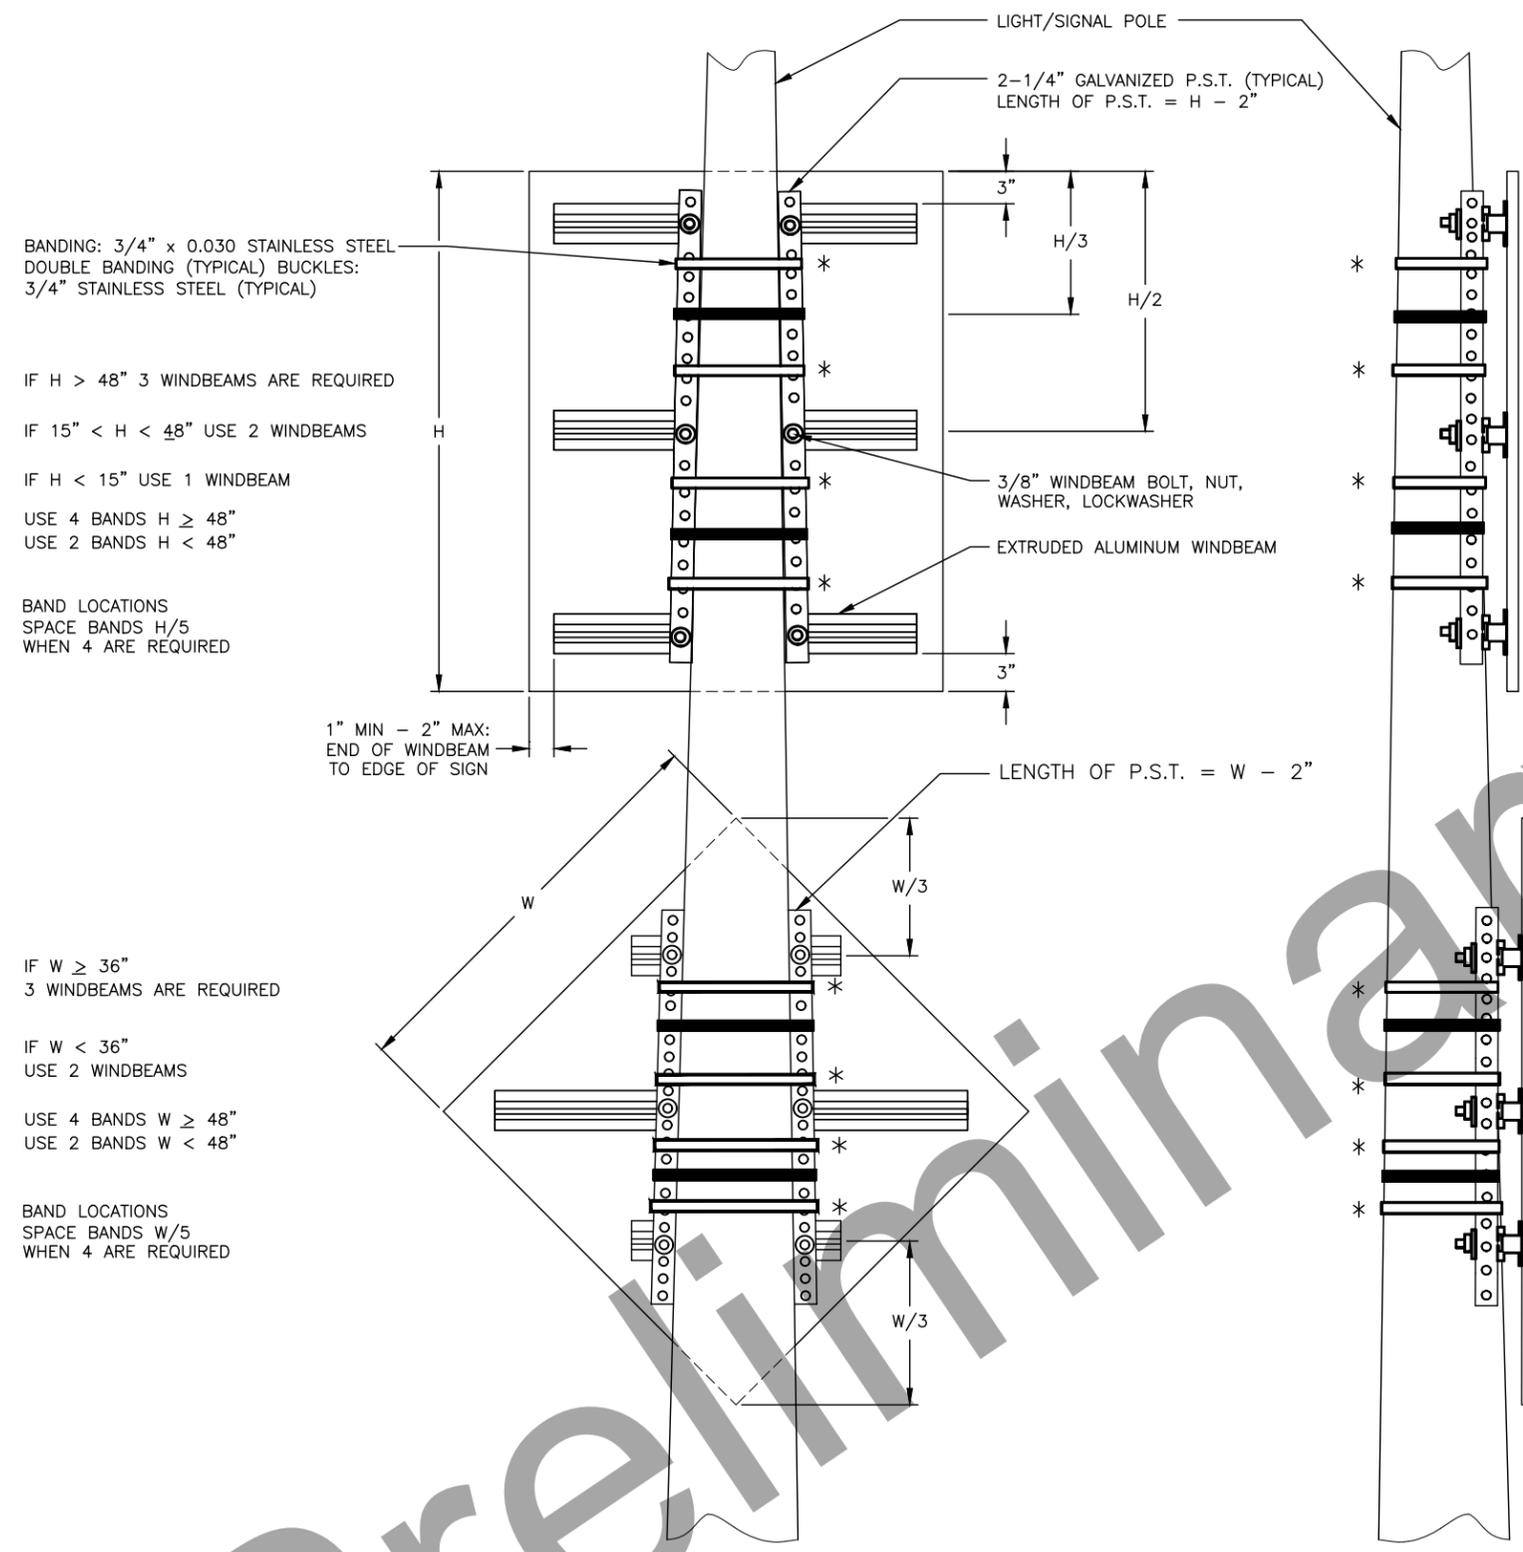 LIGHT/SIGNAL POLE
2-1/4" GALVANIZED P.S.T. (TYPICAL)
LENGTH OF P.S.T. = H - 2"
3"
H/3
H/2
BANDING: 3/4" x 0.030 STAINLESS STEEL
DOUBLE BANDING (TYPICAL) BUCKLES:
3/4" STAINLESS STEEL (TYPICAL)
*
*
IF H > 48" 3 WINDBEAMS ARE REQUIRED
*
*
IF 15" < H < 48" USE 2 WINDBEAMS
H
IF H < 15" USE 1 WINDBEAM
*
*
3/8" WINDBEAM BOLT, NUT,
WASHER, LOCKWASHER
USE 4 BANDS H ≥ 48"
USE 2 BANDS H < 48"
EXTRUDED ALUMINUM WINDBEAM
*
*
BAND LOCATIONS
SPACE BANDS H/5
WHEN 4 ARE REQUIRED
3"
1" MIN - 2" MAX:
END OF WINDBEAM
TO EDGE OF SIGN
LENGTH OF P.S.T. = W - 2"
W/3
W
IF W ≥ 36"
3 WINDBEAMS ARE REQUIRED
*
*
IF W < 36"
USE 2 WINDBEAMS
*
*
USE 4 BANDS W ≥ 48"
USE 2 BANDS W < 48"
*
*
BAND LOCATIONS
SPACE BANDS W/5
WHEN 4 ARE REQUIRED
*
*
W/3